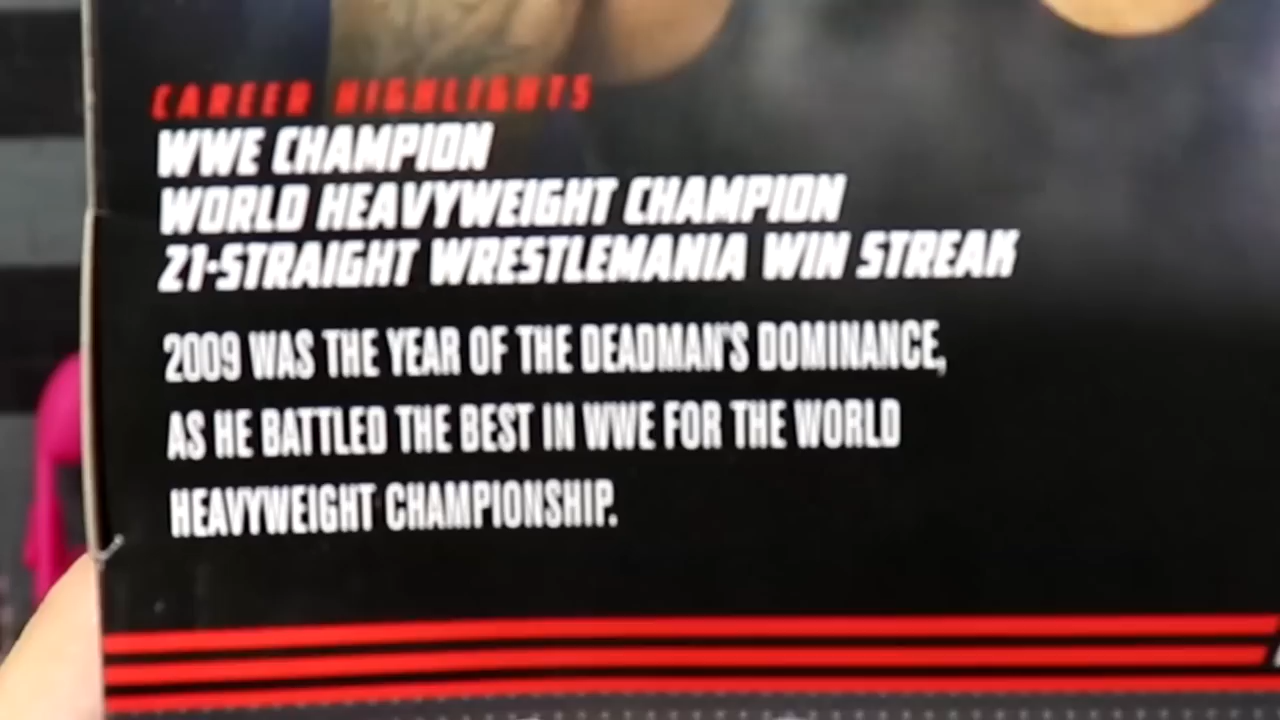 CAREER HIGHLIGHTS
WWE CHAMPION
WORLD HEAVYWEIGHT CHAMPION
21-STRAIGHT WRESTLEMANIA WIN STREAK
2009 WAS THE YEAR OF THE DEADMAN'S DOMINANCE,
AS HE BATTLED THE BEST IN WWE FOR THE WORLD
HEAVYWEIGHT CHAMPIONSHIP.